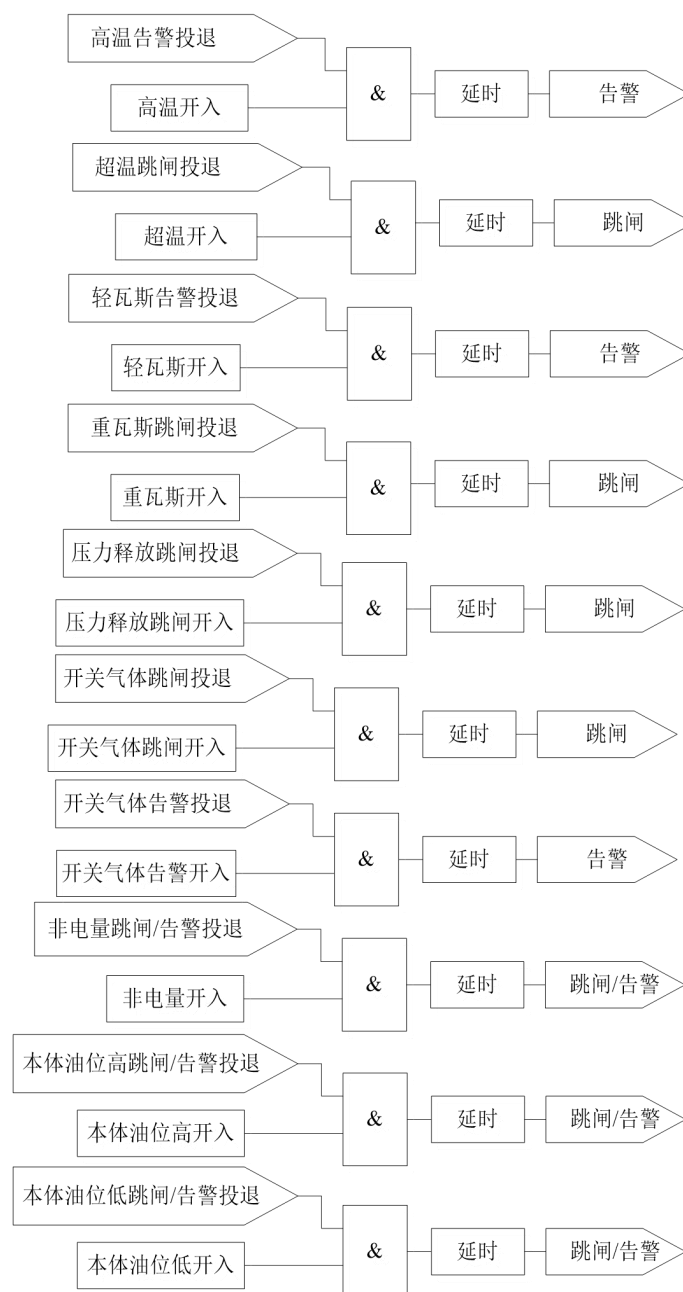 高温告警投退
高温开入
&
延时
告警
超温跳闸投退
超温开入
&
延时
跳闸
轻瓦斯告警投退
轻瓦斯开入
&
延时
告警
重瓦斯跳闸投退
重瓦斯开入
&
延时
跳闸
压力释放跳闸投退
压力释放跳闸开入
&
延时
跳闸
开关气体跳闸投退
开关气体跳闸开入
&
延时
跳闸
开关气体告警投退
开关气体告警开入
&
延时
告警
非电量跳闸/告警投退
非电量开入
&
延时
跳闸/告警
本体油位高跳闸/告警投退
本体油位高开入
&
延时
跳闸/告警
本体油位低跳闸/告警投退
本体油位低开入
&
延时
跳闸/告警